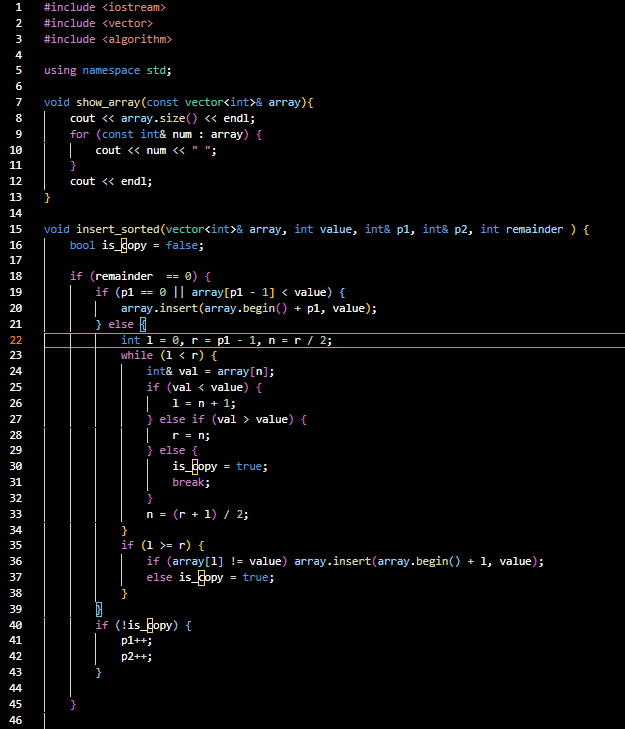 1 #include <iostream>
2 #include <vector>
3 #include <algorithm>
4
5 using namespace std;
6
7 void show_array(const vector<int>& array){
8     cout << array.size() << endl;
9     for (const int& num : array) {
10         cout << num << " ";
11     }
12     cout << endl;
13 }
14
15 void insert_sorted(vector<int>& array, int value, int& p1, int& p2, int remainder ) {
16     bool is_copy = false;
17
18     if (remainder  == 0) {
19         if (p1 == 0 || array[p1 - 1] < value) {
20             array.insert(array.begin() + p1, value);
21         } else {
22             int l = 0, r = p1 - 1, n = r / 2;
23             while (l < r) {
24                 int& val = array[n];
25                 if (val < value) {
26                     l = n + 1;
27                 } else if (val > value) {
28                     r = n;
29                 } else {
30                     is_copy = true;
31                     break;
32                 }
33                 n = (r + l) / 2;
34             }
35             if (l >= r) {
36                 if (array[l] != value) array.insert(array.begin() + l, value);
37                 else is_copy = true;
38             }
39         }
40         if (!is_copy) {
41             p1++;
42             p2++;
43         }
44
45     }
46